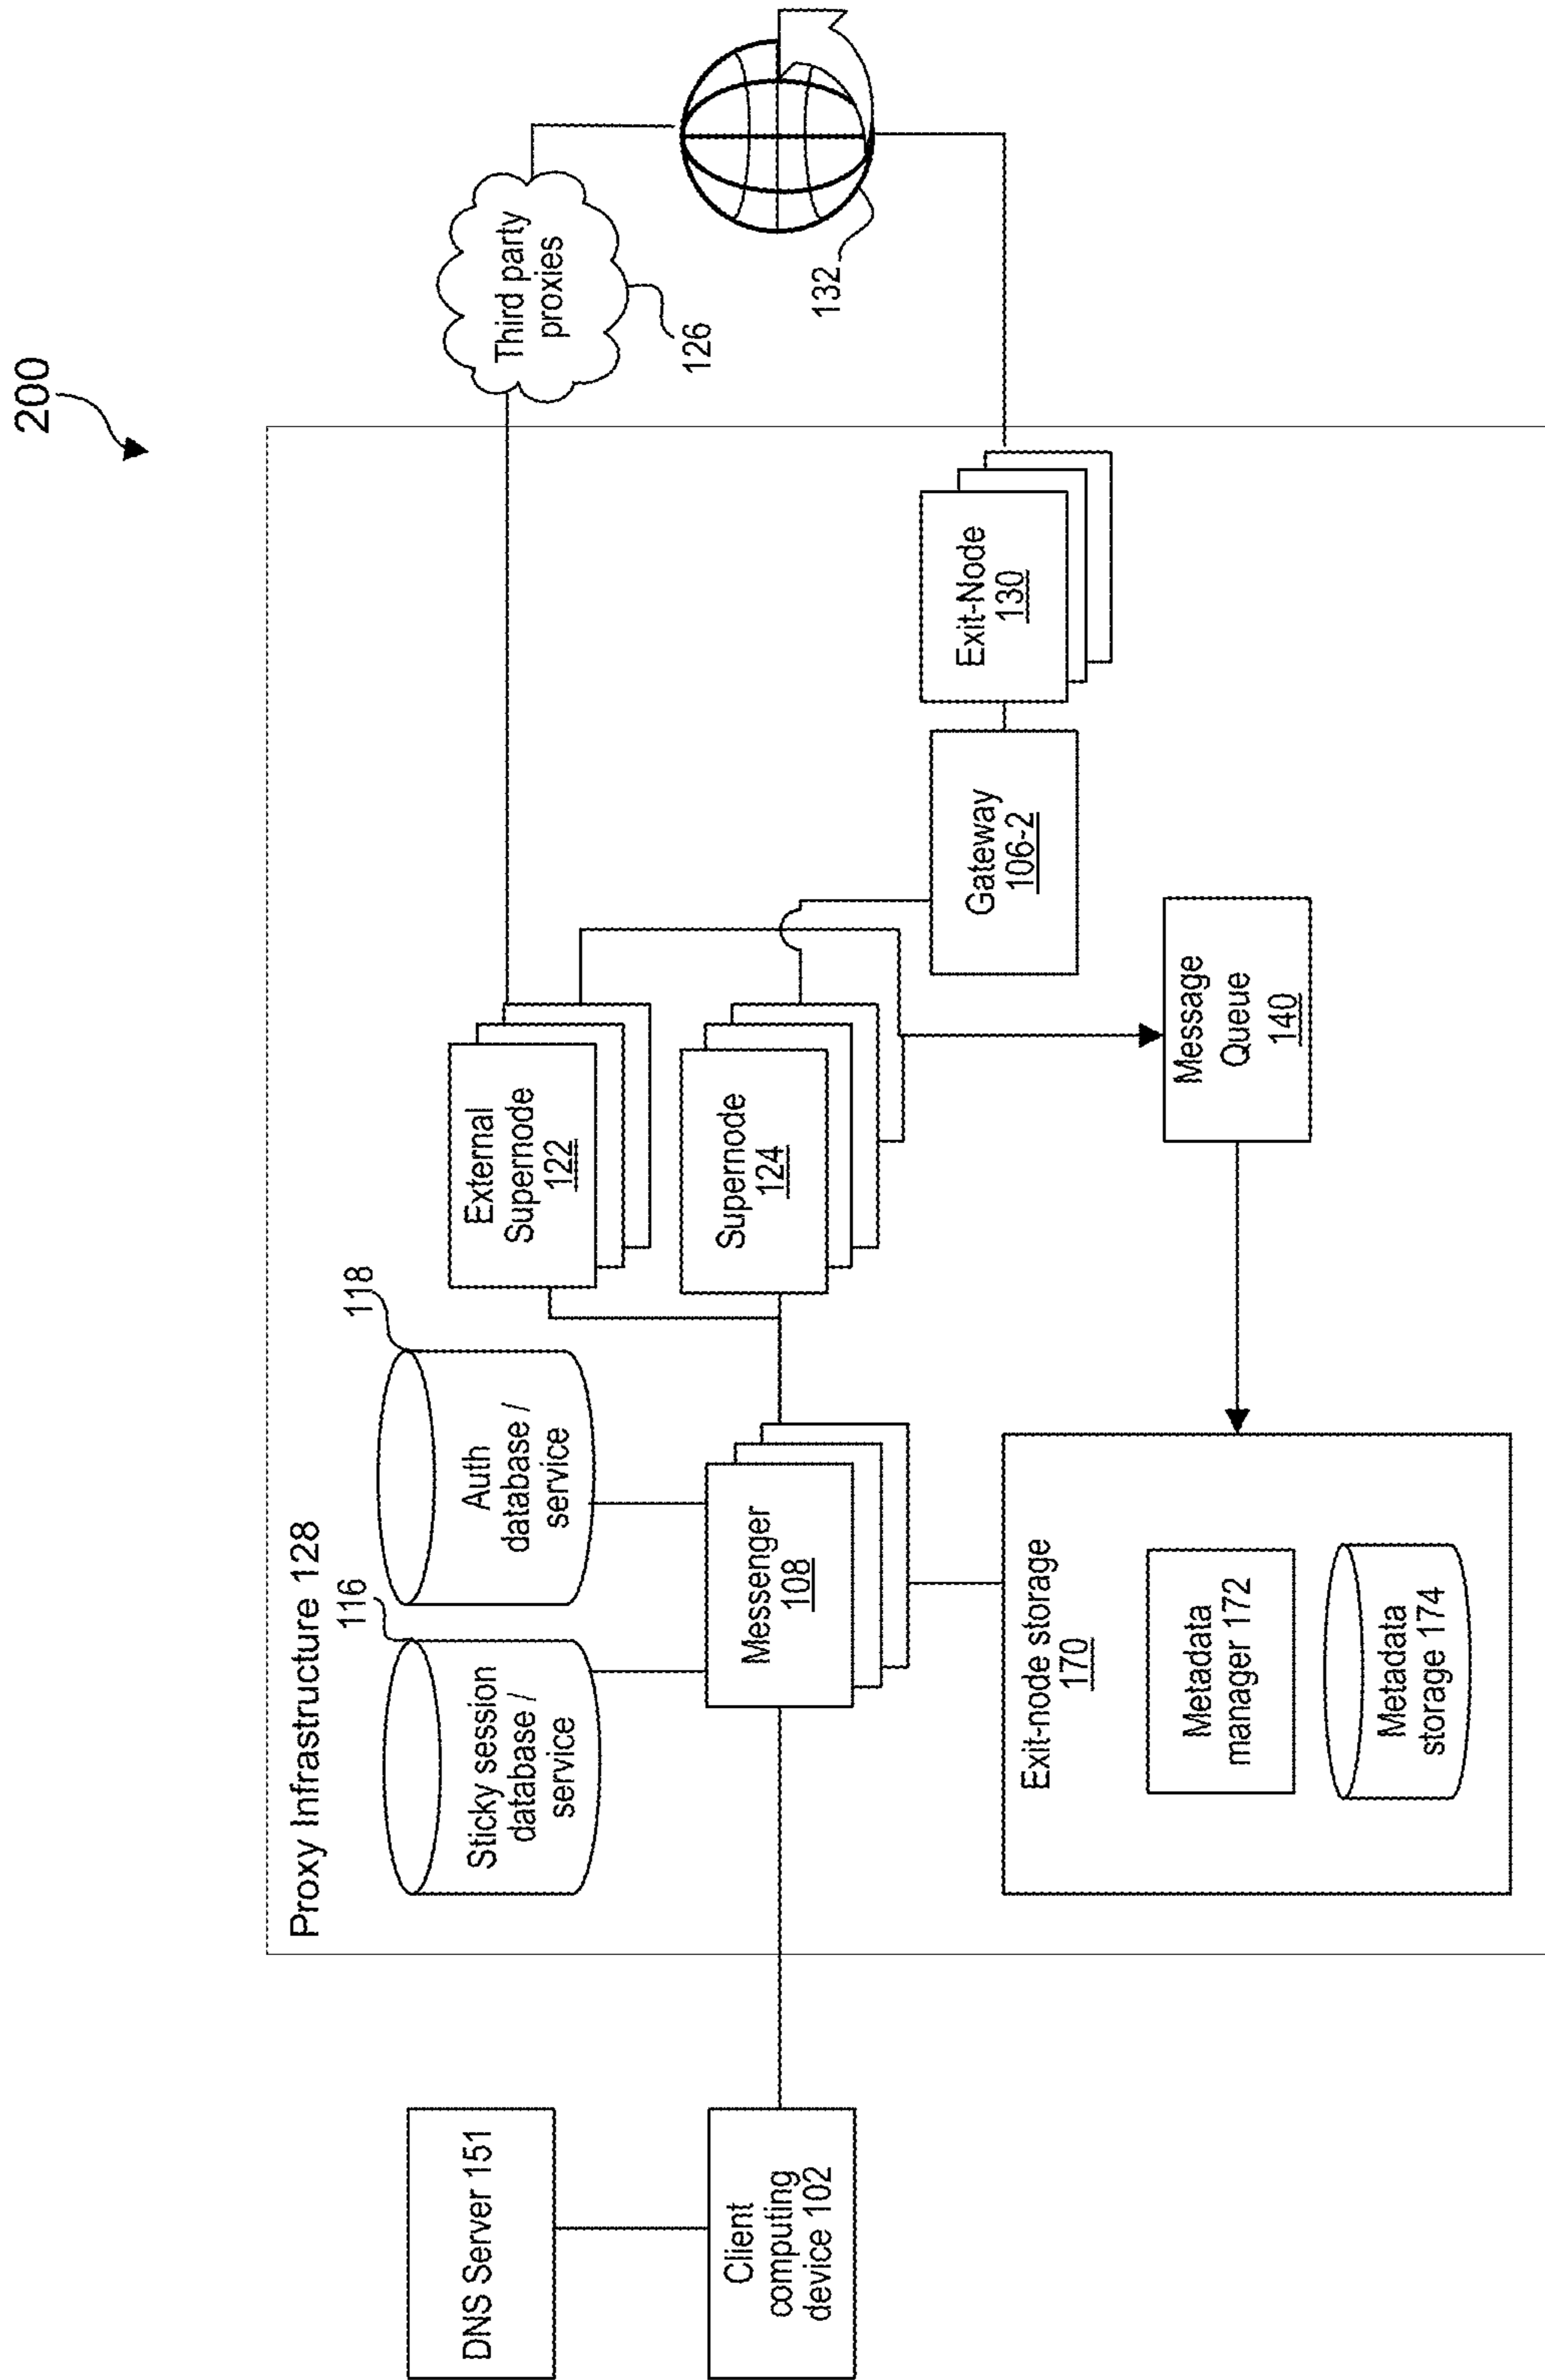 200
Proxy Infrastructure 128
DNS Server 151
Client
computing
device 102
116
Sticky session
database /
service
118
Auth
database /
service
Messenger
108
Exit-node storage
170
Metadata
manager 172
Metadata
storage 174
External
Supernode
122
Supernode
124
Message
Queue
140
Gateway
106-2
Exit-Node
130
Third party
proxies
126
132